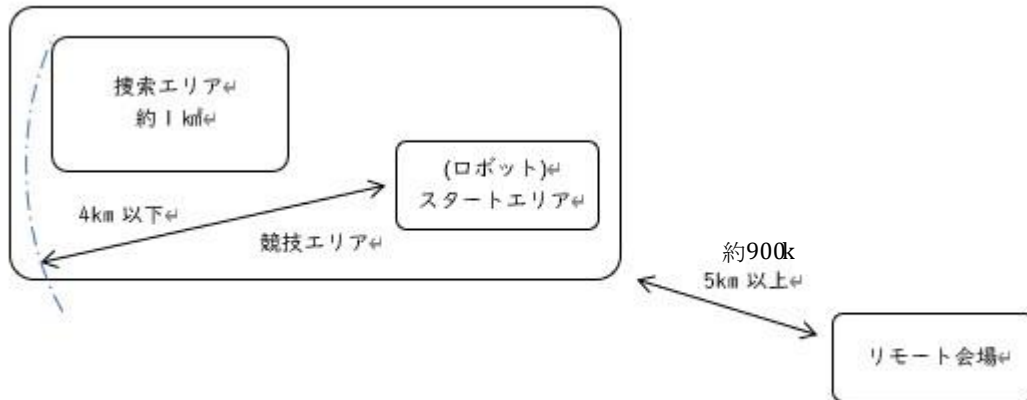 捜索エリア↵
約1㎢↵
(ロボット)↵
スタートエリア↵
4km 以下↵
競技エリア↵
約900k
5km 以上↵
リモート会場↵